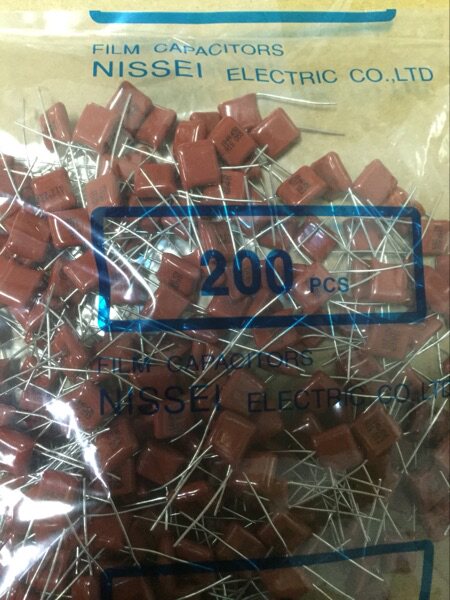 FILM CAPACITORS
NISSEI ELECTRIC CO.,LTD
200 PCS
FILM CAPACITORS
NISSEI ELECTRIC CO.,LTD